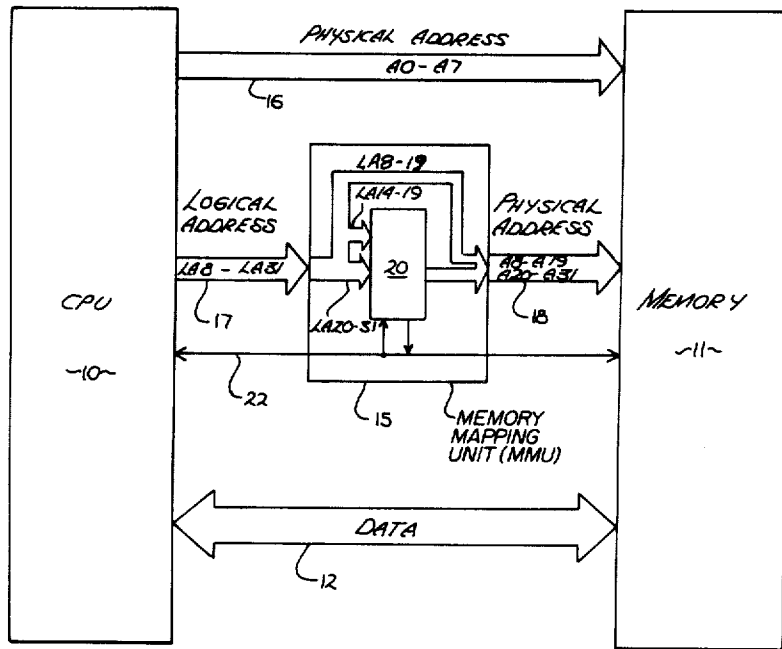 PHYSICAL ADDRESS
A0-A7
16
LA8-19
LA14-19
LOGICAL
ADDRESS
PHYSICAL
ADDRESS
LA8 - LA31
20
A8-A19
A20-A31
17
LA20-31
18
CPU
MEMORY
~10~
~11~
22
15
MEMORY
MAPPING
UNIT (MMU)
DATA
12